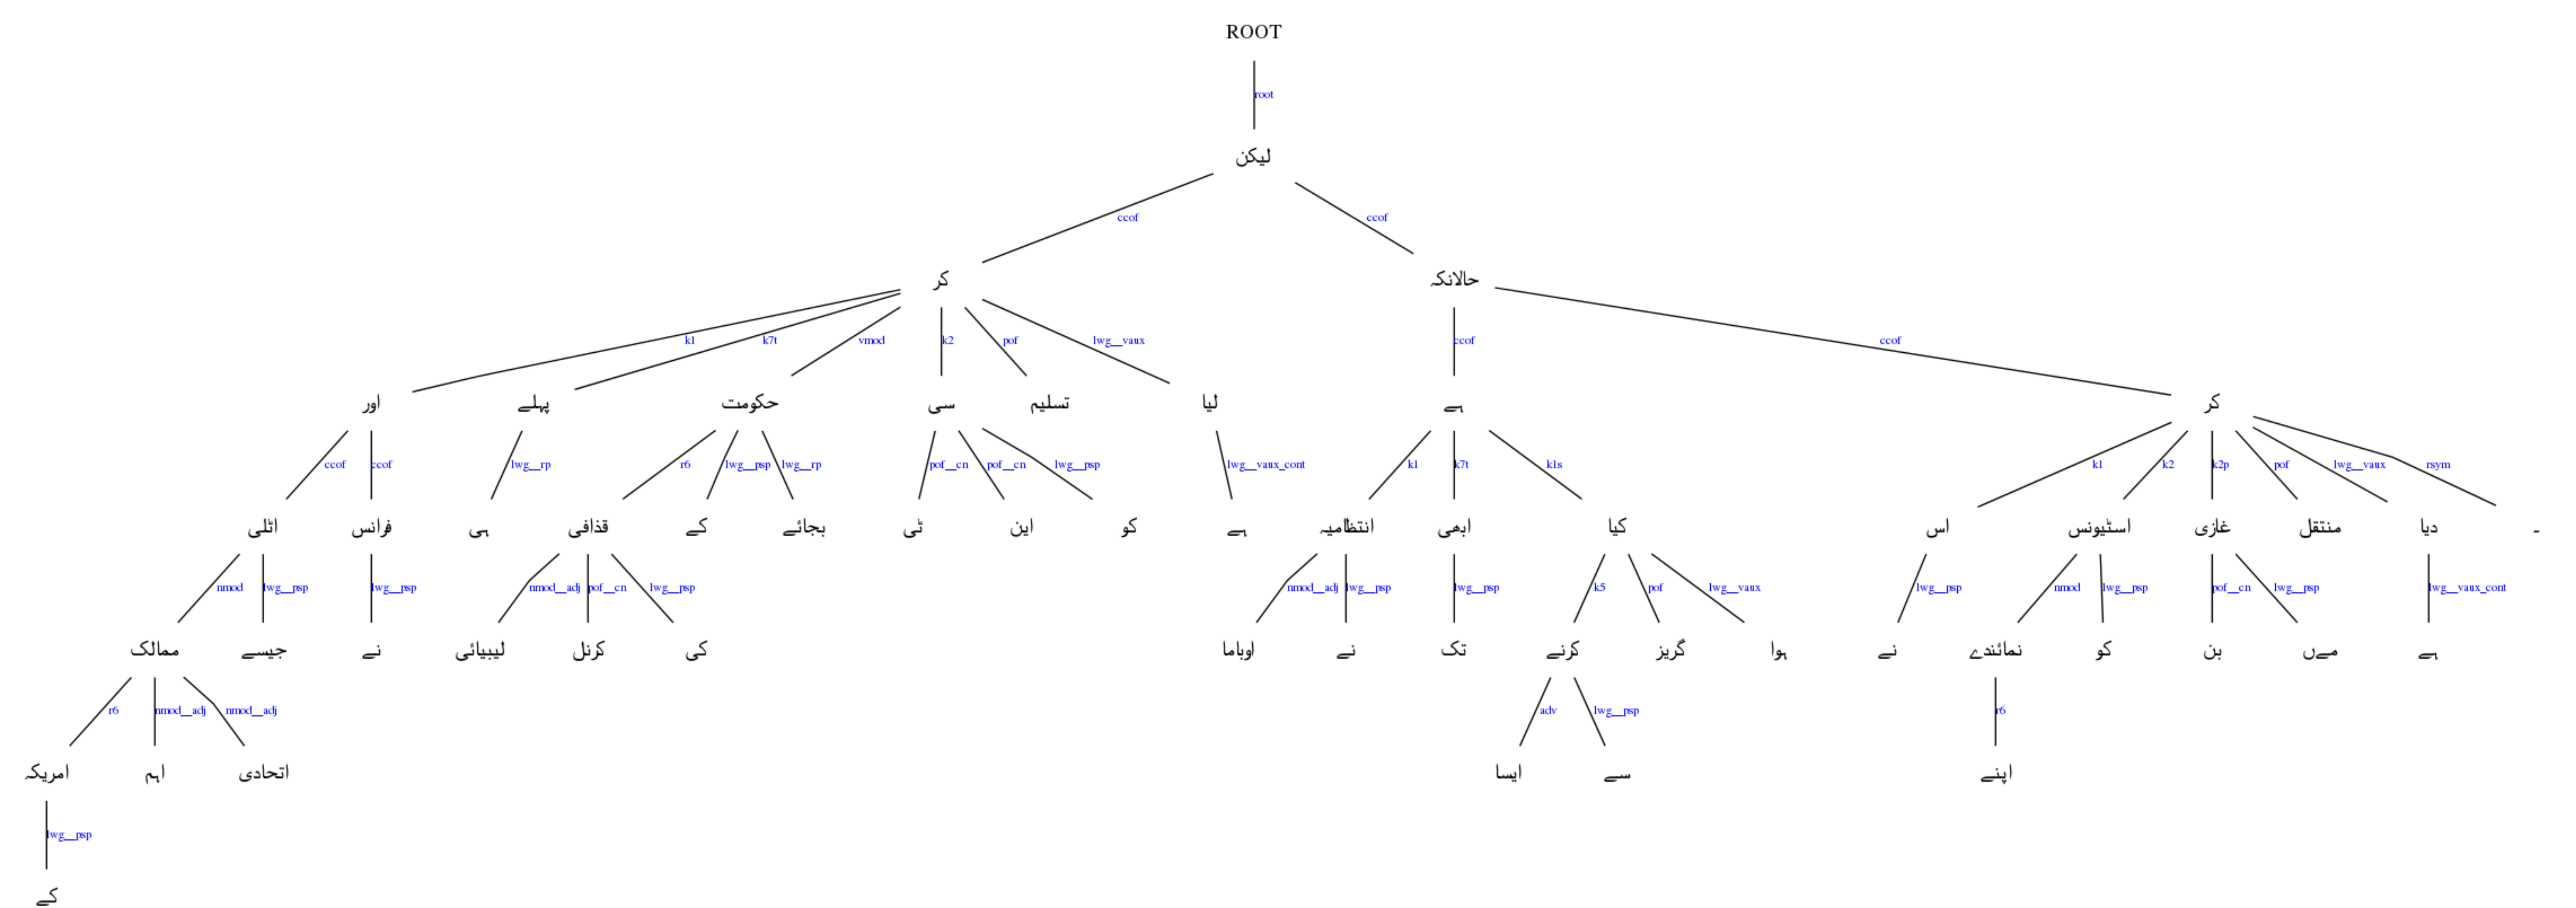 ROOT
root
لیکن
ccof ccof
کر حالانکہ
k1 k7t vmod k2 pof lwg__vaux ccof ccof
اور پہلے حکومت سی تسلیم لیا ہے کر
ccof ccof lwg__rp r6 lwg__psp lwg__rp pof__cn pof__cn lwg__psp lwg__vaux_cont k1 k7t k1s k1 k2 k2p pof lwg__vaux rsym
اٹلی فرانس ہی قذافی کے بجائے ٹی این کو ہے انتظامیہ ابھی کیا اس اسٹیونس غازی منتقل دیا ۔
nmod lwg__psp lwg__psp nmod__adj pof__cn lwg__psp nmod__adj lwg__psp lwg__psp k5 pof lwg__vaux lwg__psp nmod lwg__psp pof__cn lwg__psp lwg__vaux_cont
ممالک جیسے نے لیبیائی کرنل کی اوباما نے تک کرنے گریز ہوا نے نمائندے کو بن مےں ہے
r6 nmod__adj nmod__adj adv lwg__psp r6
امریکہ اہم اتحادی ایسا سے اپنے
lwg__psp
کے